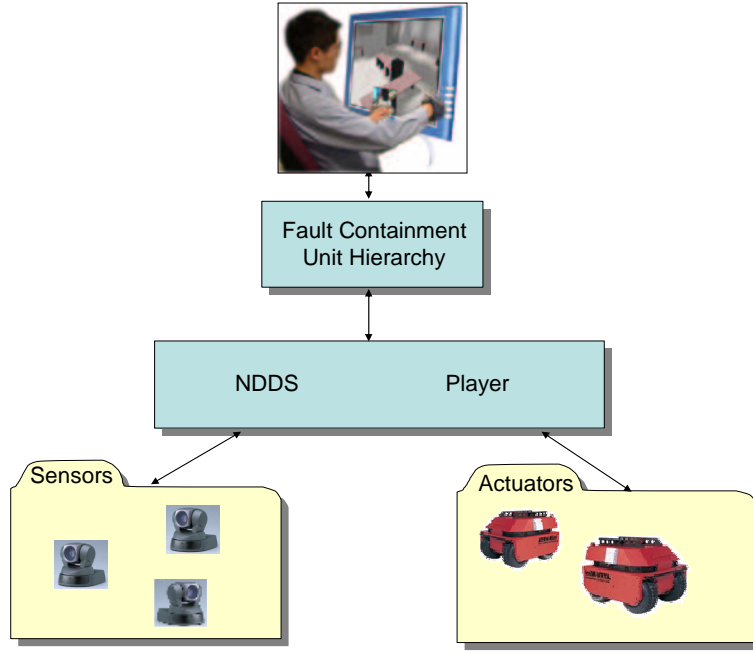 Fault Containment
Unit Hierarchy
NDDS
Player
Sensors
Actuators